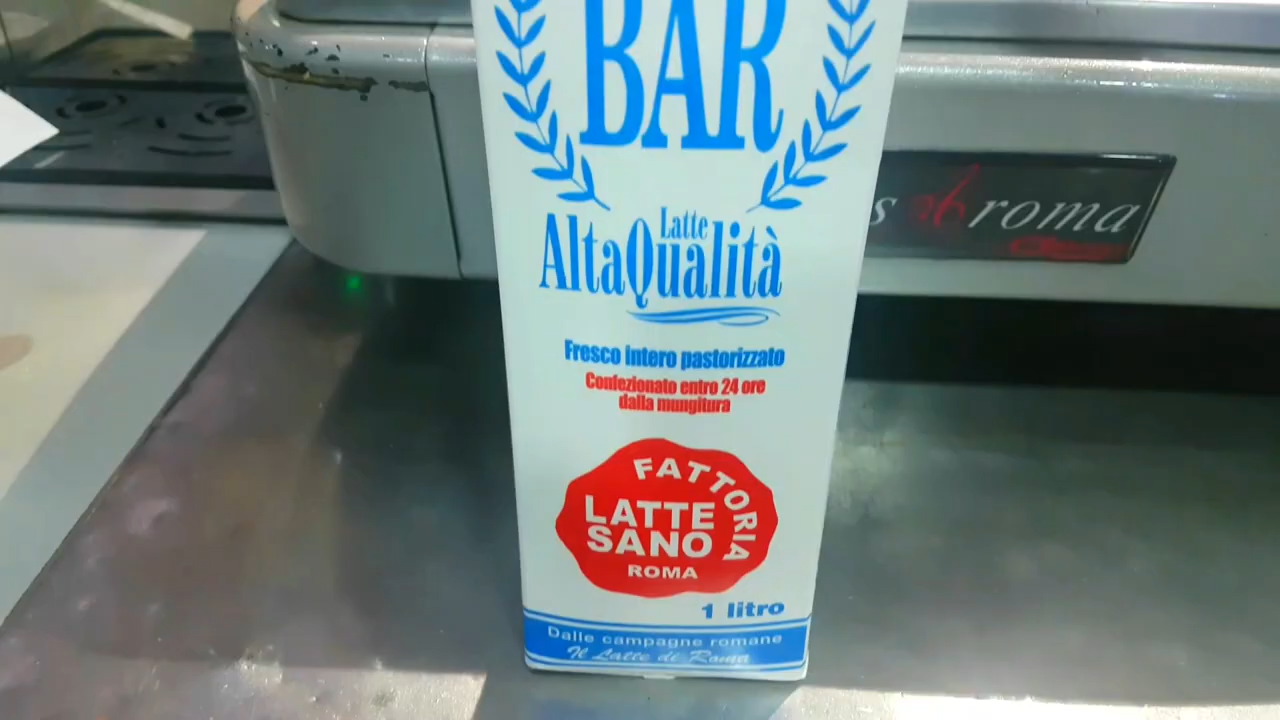 BAR
Latte
AltaQualità
Fresco intero pastorizzato
Confezionato entro 24 ore
dalla mungitura
FATTORIA
LATTE
SANO
ROMA
1 litro
Dalle campagne romane
Il Latte di Roma
s roma